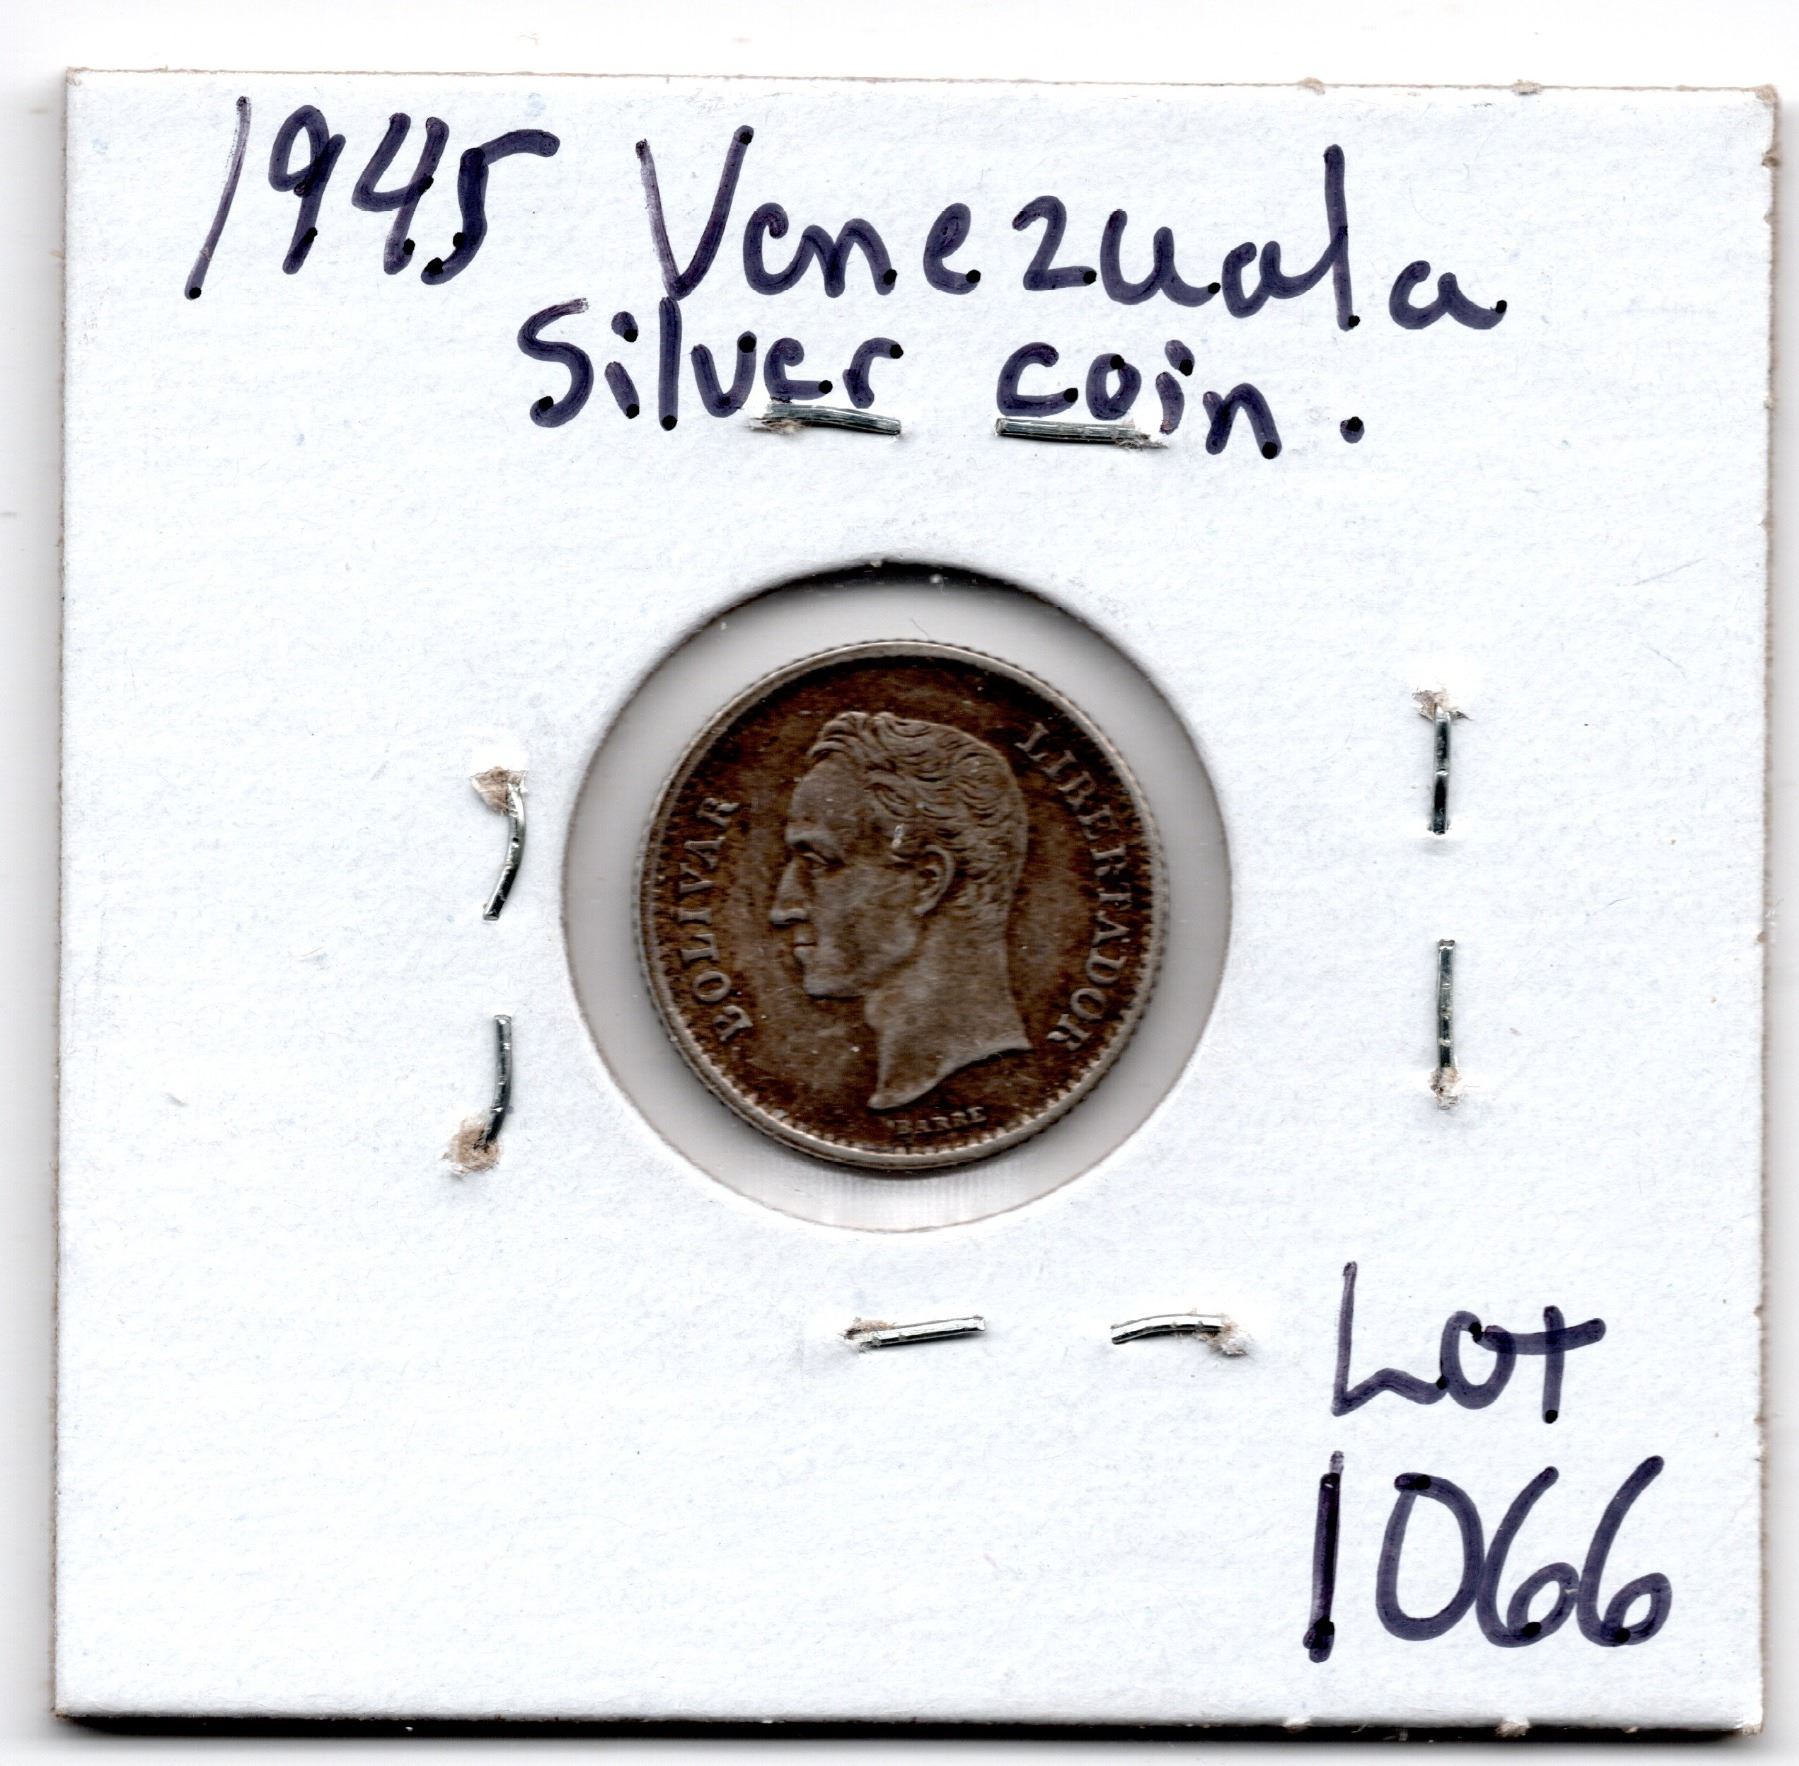 1945 Venezuala
Silver coin.
BOLIVAR
LIBERTADOR
BARRE
Lot
1066